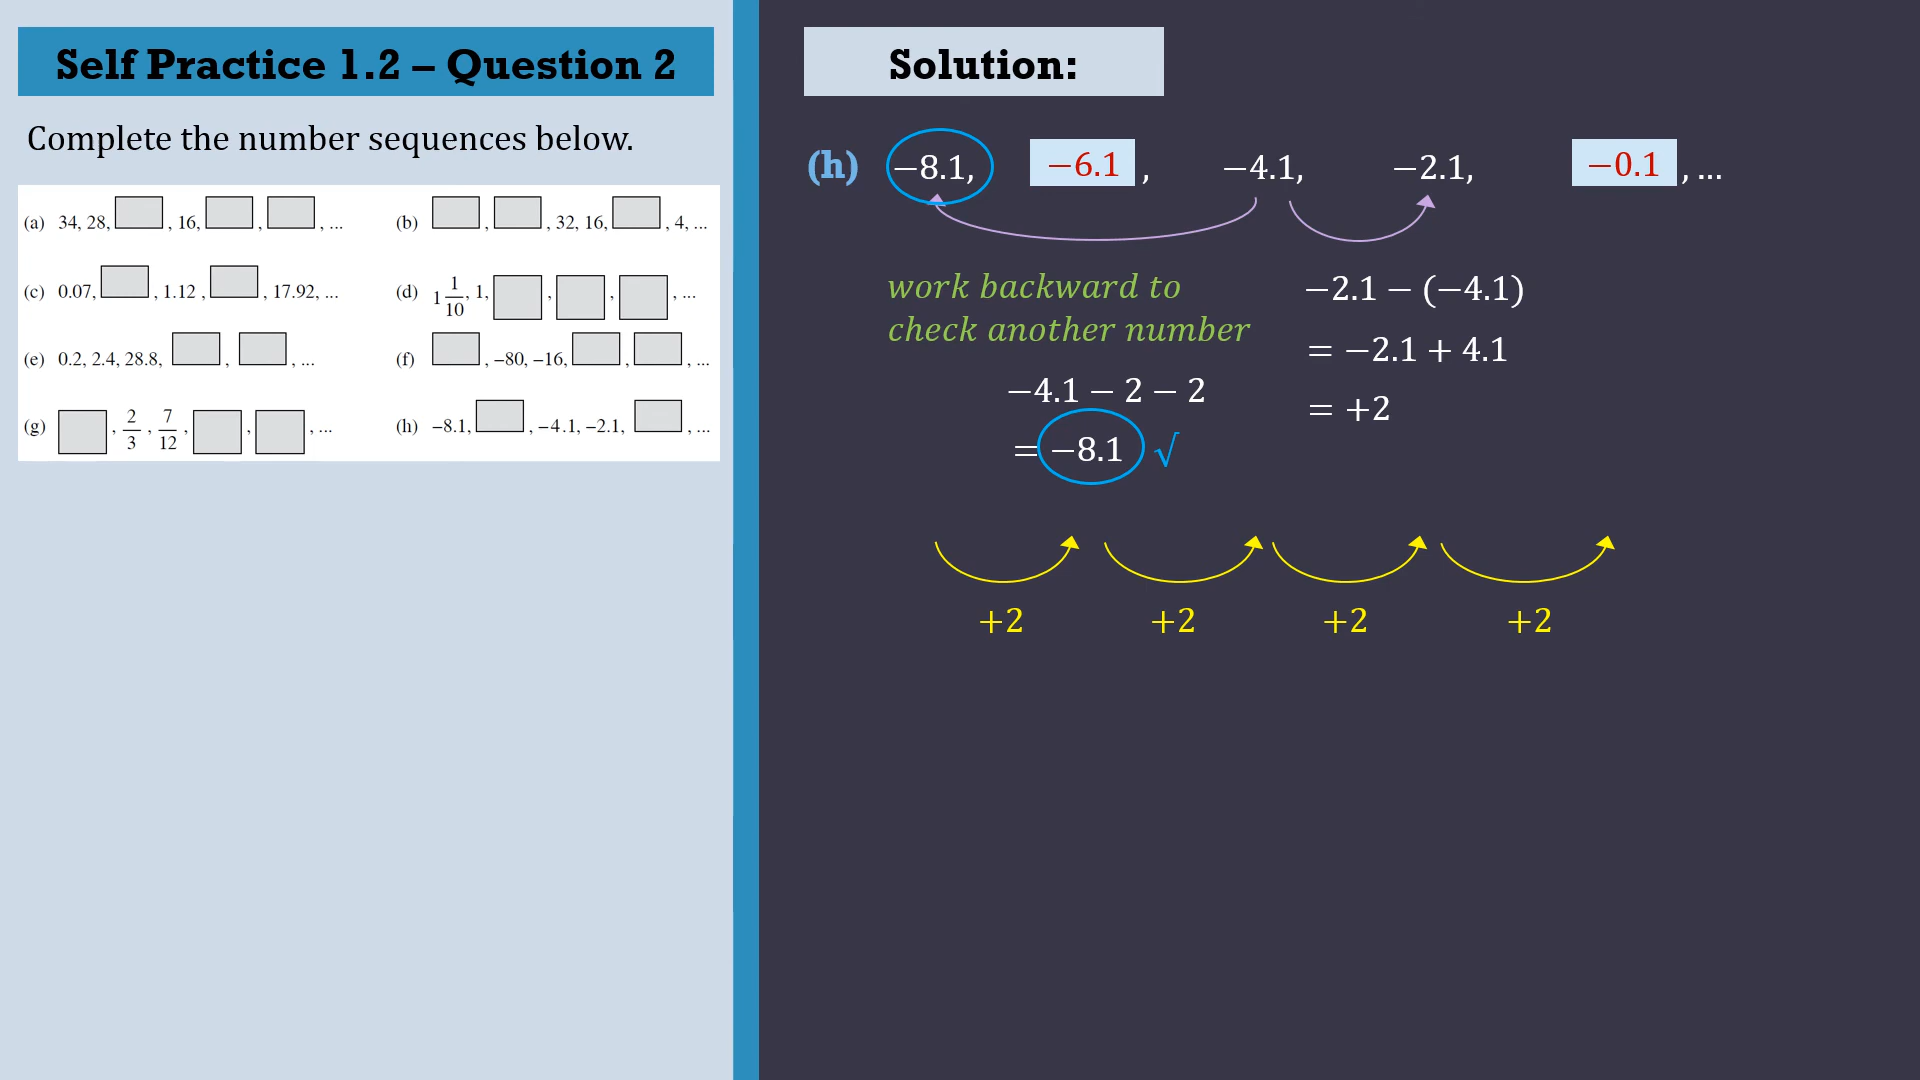 Self Practice 1.2 – Question 2
Complete the number sequences below.
(a) 34, 28, , 16, , , ...
(b) , , 32, 16, , 4, ...
(c) 0.07, , 1.12 , , 17.92, ...
(d) 1 1/10, 1, , , , ...
(e) 0.2, 2.4, 28.8, , , ...
(f) , −80, −16, , , ...
(g) , 2/3 , 7/12 , , , ...
(h) −8.1, , −4.1, −2.1, , ...
Solution:
(h) −8.1, −6.1 , −4.1, −2.1, −0.1 , ...
work backward to
check another number
−4.1 − 2 − 2
= −8.1 √
−2.1 − (−4.1)
= −2.1 + 4.1
= +2
+2 +2 +2 +2